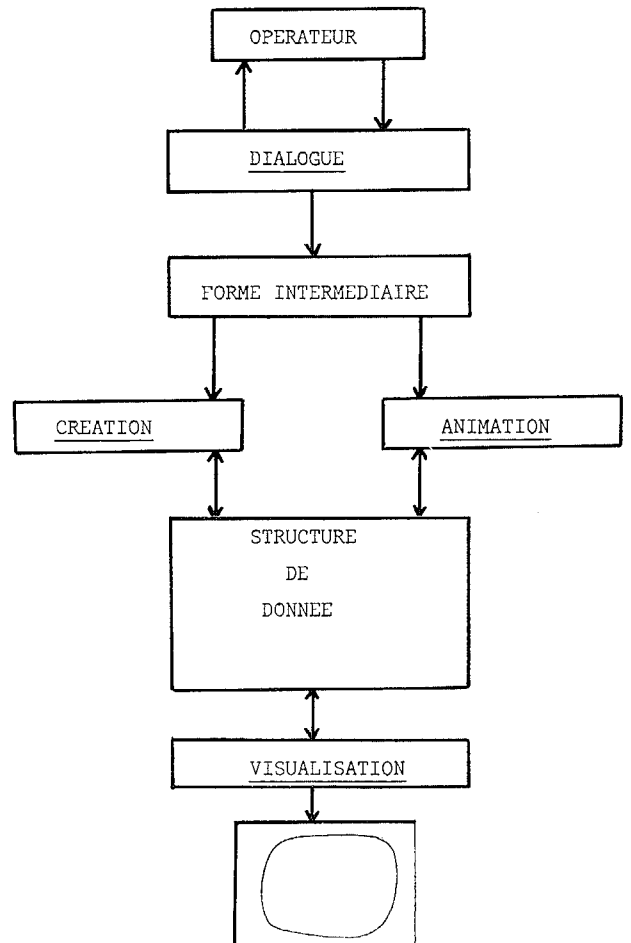 OPERATEUR
DIALOGUE
FORME INTERMEDIAIRE
CREATION
ANIMATION
STRUCTURE
DE
DONNEE
VISUALISATION